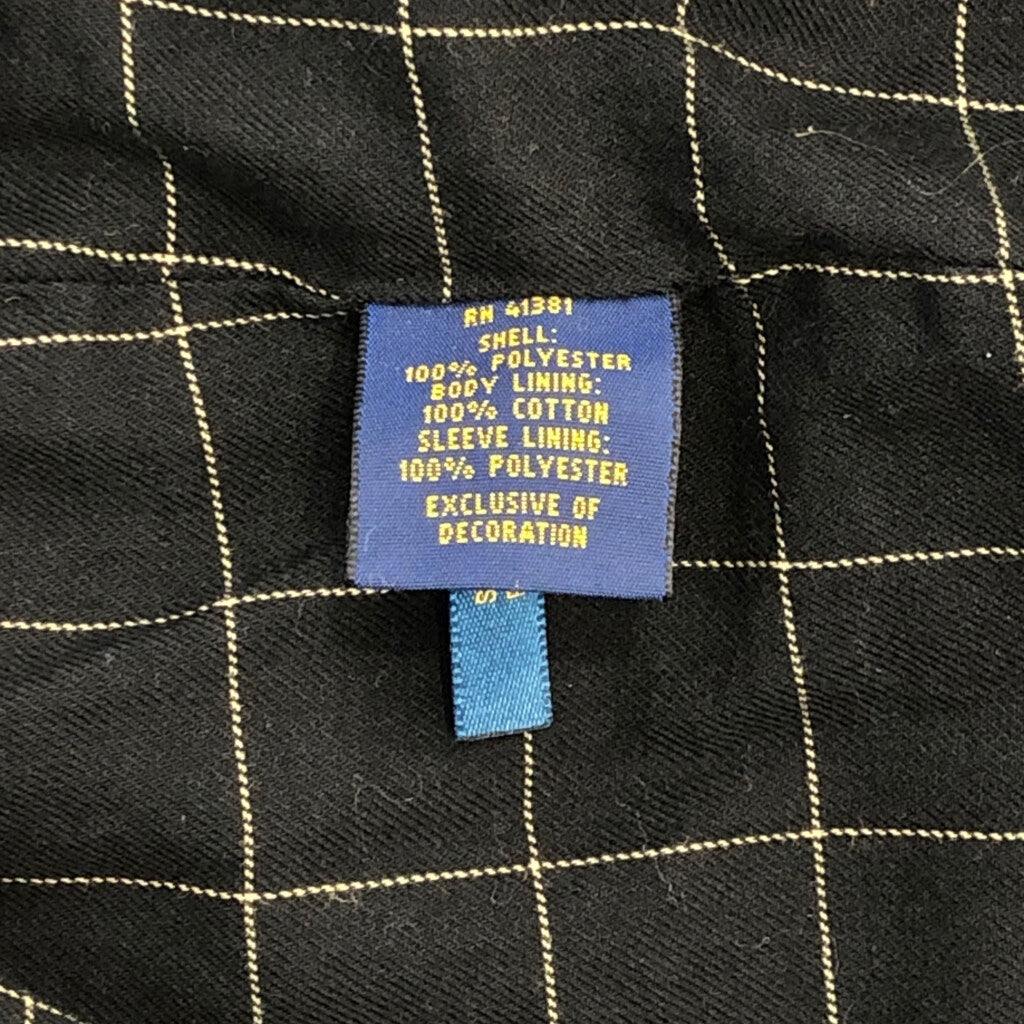 RN 41381
SHELL:
100% POLYESTER
BODY LINING:
100% COTTON
SLEEVE LINING:
100% POLYESTER
EXCLUSIVE OF
DECORATION